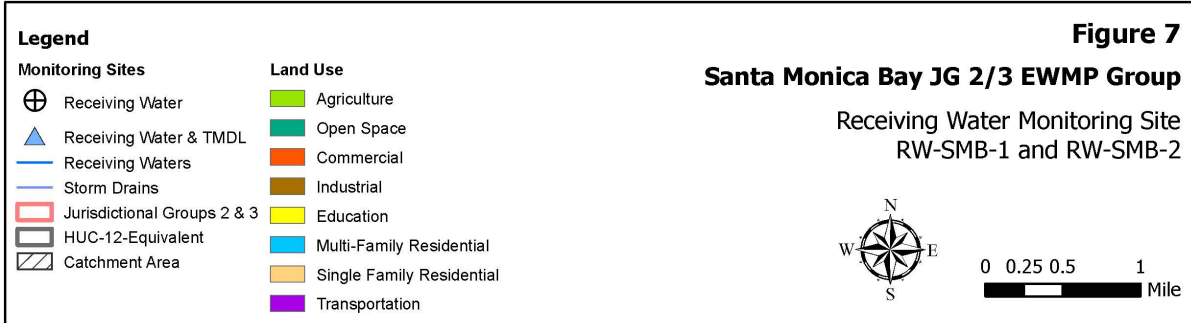 Legend
Monitoring Sites
Receiving Water
Receiving Water & TMDL
Receiving Waters
Storm Drains
Jurisdictional Groups 2 & 3
HUC-12-Equivalent
Catchment Area
Land Use
Agriculture
Open Space
Commercial
Industrial
Education
Multi-Family Residential
Single Family Residential
Transportation
Figure 7
Santa Monica Bay JG 2/3 EWMP Group
Receiving Water Monitoring Site
RW-SMB-1 and RW-SMB-2
N
W E
S
0 0.25 0.5 1
Mile